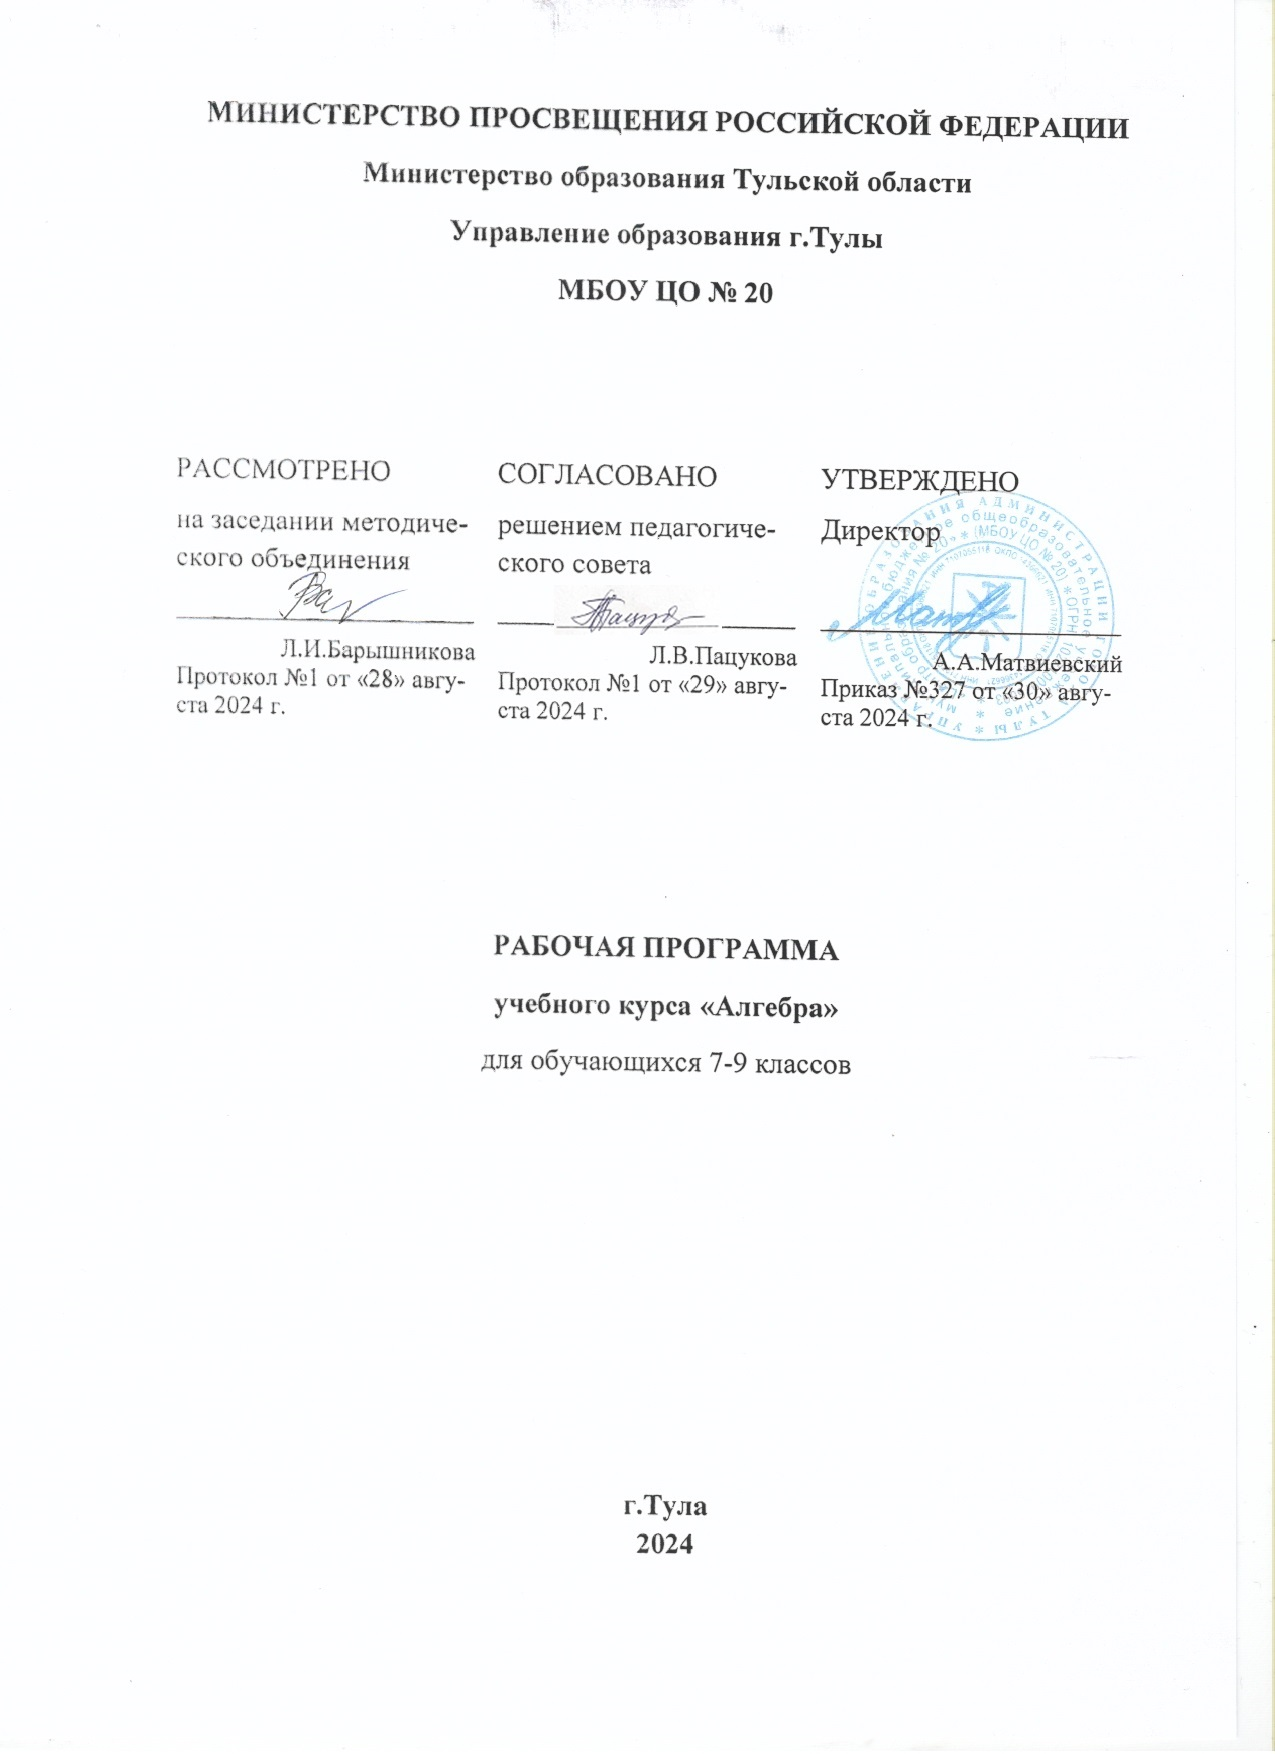 МИНИСТЕРСТВО ПРОСВЕЩЕНИЯ РОССИЙСКОЙ ФЕДЕРАЦИИ
Министерство образования Тульской области
Управление образования г.Тулы
МБОУ ЦО № 20
РАССМОТРЕНО
на заседании методиче-
ского объединения
Л.И.Барышникова
Протокол №1 от «28» авгу-
ста 2024 г.
СОГЛАСОВАНО
решением педагогиче-
ского совета
Л.В.Пацукова
Протокол №1 от «29» авгу-
ста 2024 г.
УТВЕРЖДЕНО
Директор
А.А.Матвиевский
Приказ №327 от «30» авгу-
ста 2024 г.
РАБОЧАЯ ПРОГРАММА
учебного курса «Алгебра»
для обучающихся 7-9 классов
г.Тула
2024